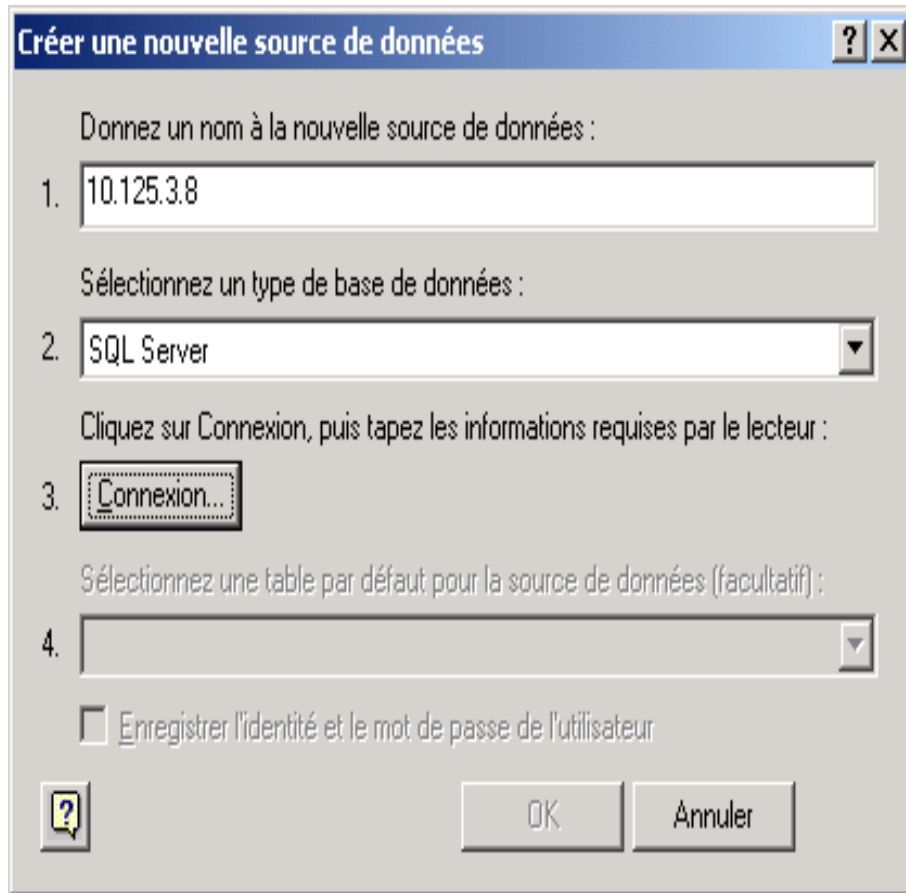 Créer une nouvelle source de données
Donnez un nom à la nouvelle source de données :
1. 10.125.3.8
Sélectionnez un type de base de données :
2. SQL Server
Cliquez sur Connexion, puis tapez les informations requises par le lecteur :
3. Connexion...
Sélectionnez une table par défaut pour la source de données (facultatif) :
4.
Enregistrer l'identité et le mot de passe de l'utilisateur
OK Annuler